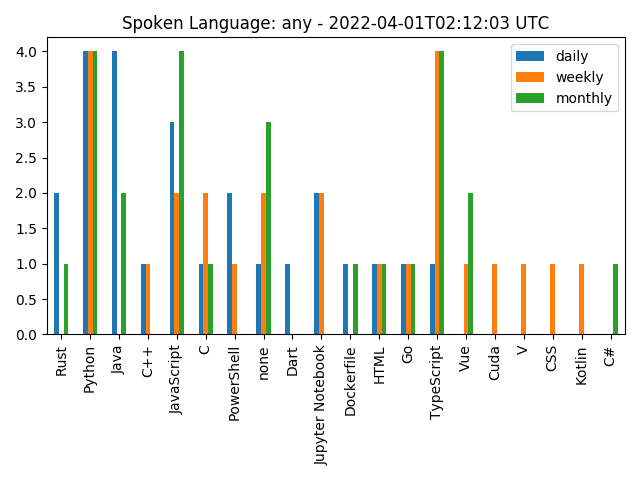 Spoken Language: any - 2022-04-01T02:12:03 UTC
daily
weekly
monthly
4.0
3.5
3.0
2.5
2.0
1.5
1.0
0.5
0.0
Rust
Python
Java
C++
JavaScript
C
PowerShell
none
Dart
Jupyter Notebook
Dockerfile
HTML
Go
TypeScript
Vue
Cuda
V
CSS
Kotlin
C#